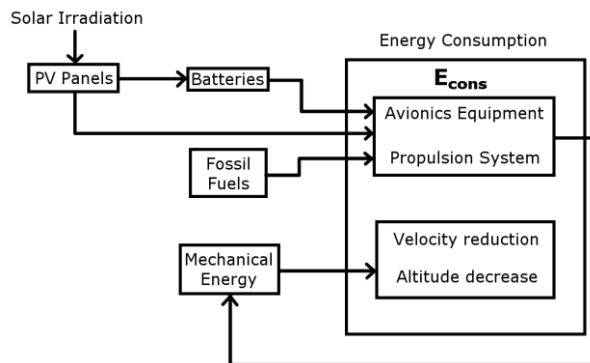 Solar Irradiation
Energy Consumption
PV Panels
Batteries
E_cons
Avionics Equipment
Propulsion System
Fossil
Fuels
Mechanical
Energy
Velocity reduction
Altitude decrease